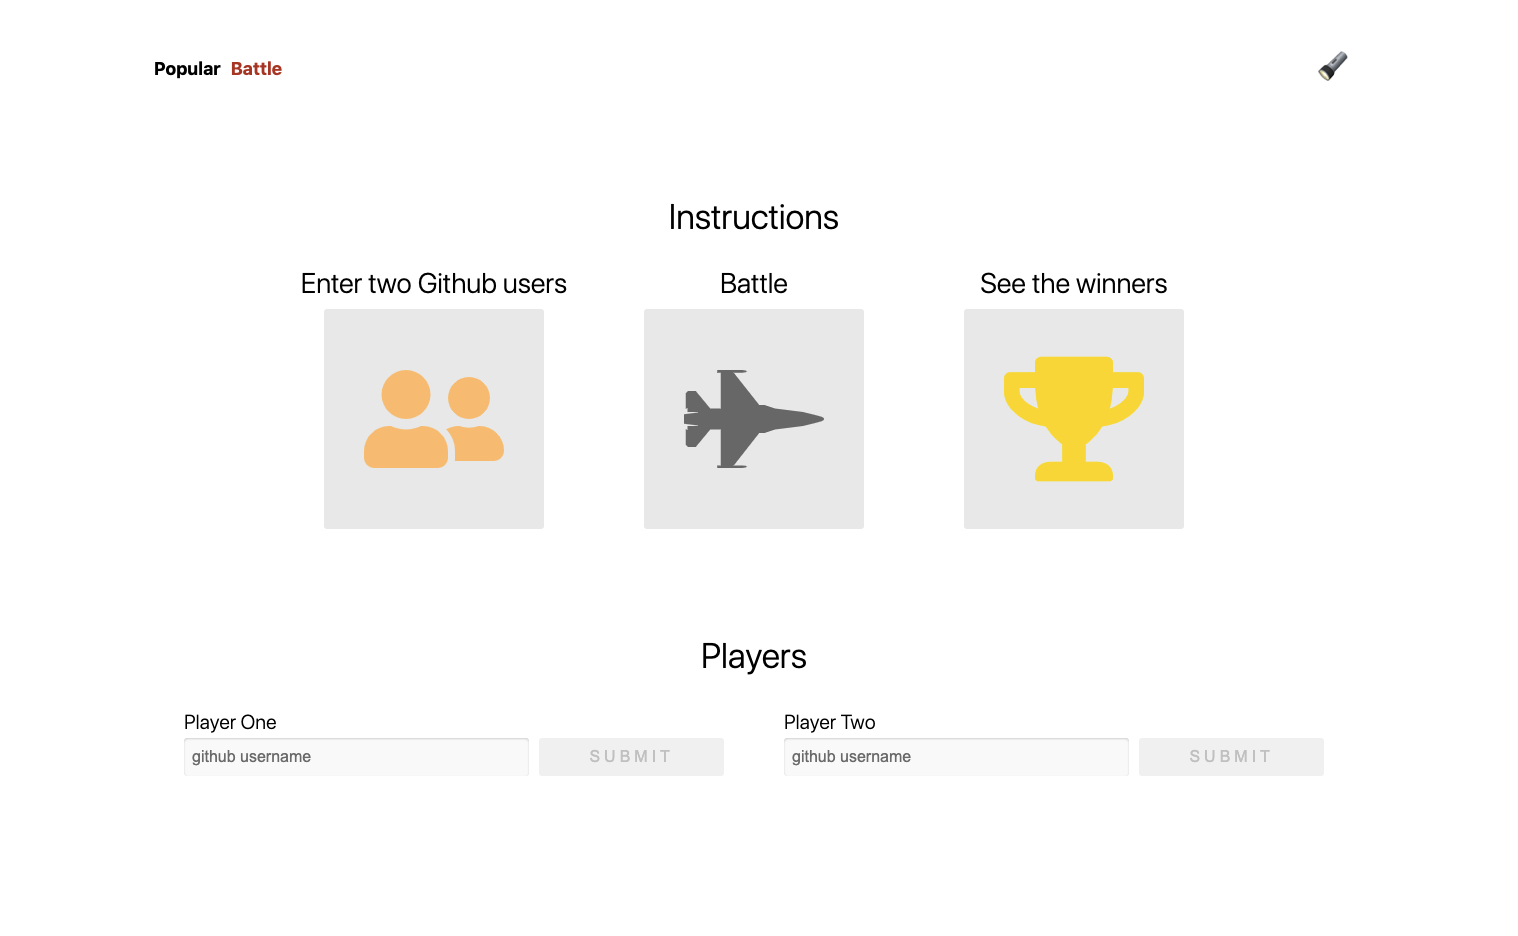 Popular Battle
Instructions
Enter two Github users
Battle
See the winners
Players
Player One
github username
SUBMIT
Player Two
github username
SUBMIT